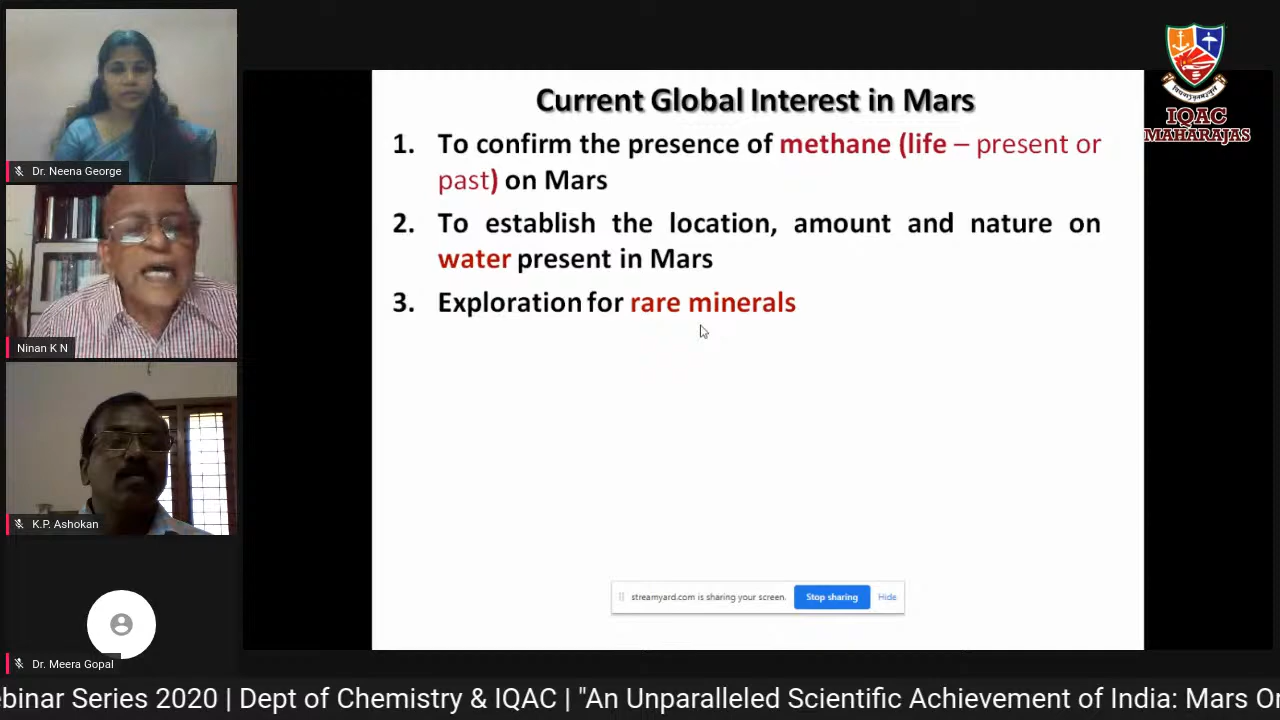 Dr. Neena George
Ninan K N
K.P. Ashokan
Dr. Meera Gopal
Current Global Interest in Mars
1. To confirm the presence of methane (life – present or
past) on Mars
2. To establish the location, amount and nature on
water present in Mars
3. Exploration for rare minerals
streamyard.com is sharing your screen.
Stop sharing
Hide
IQAC
MAHARAJAS
ebinar Series 2020 | Dept of Chemistry & IQAC | "An Unparalleled Scientific Achievement of India: Mars O